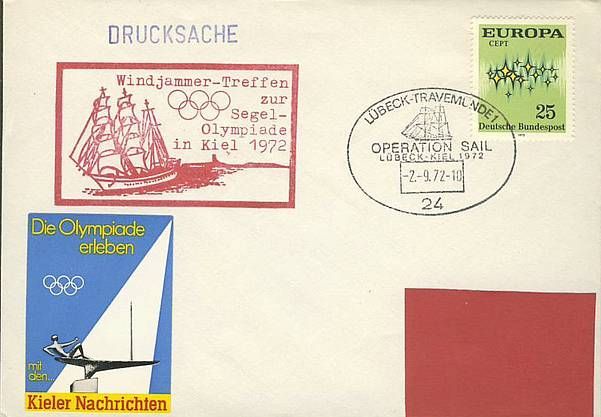 DRUCKSACHE
Windjammer-Treffen
zur
Segel-
Olympiade
in Kiel 1972
LÜBECK-TRAVEMÜNDE 1
OPERATION SAIL
LÜBECK-KIEL 1972
-2.-9.72-10
24
EUROPA
CEPT
25
Deutsche Bundespost
Die Olympiade
erleben
mit
den...
Kieler Nachrichten